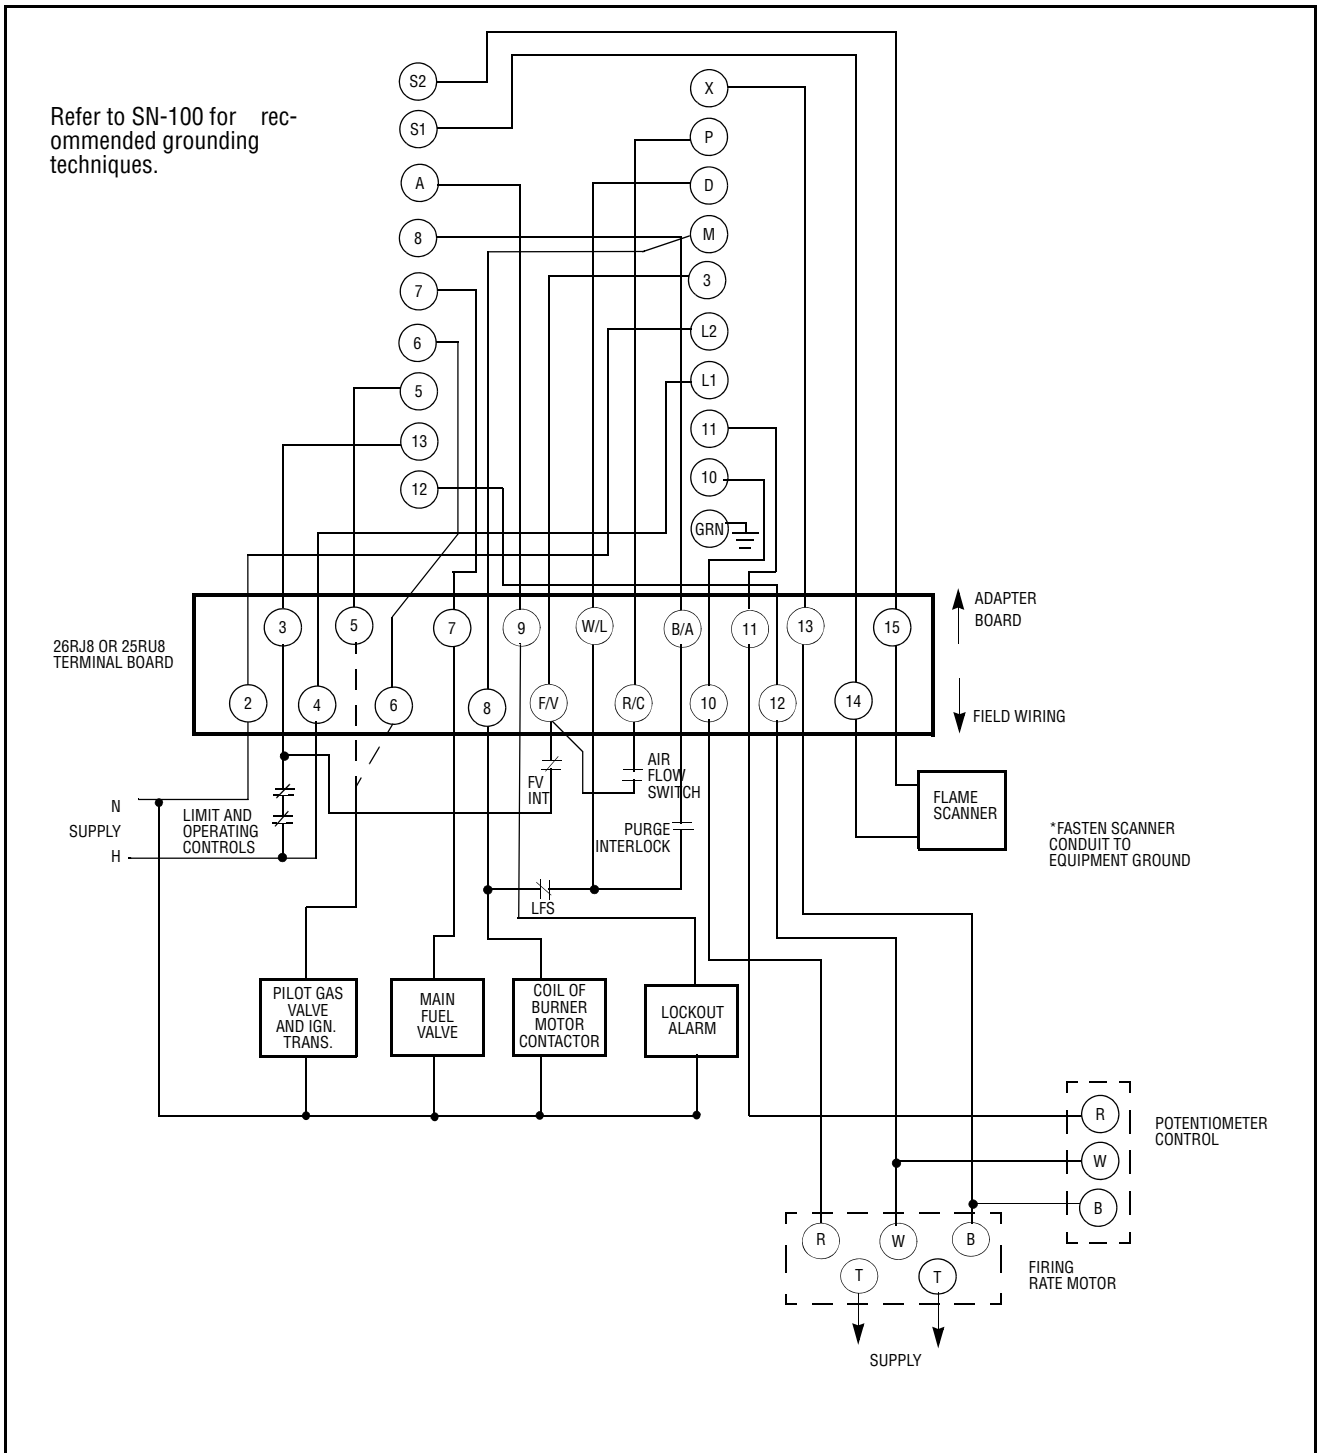 Refer to SN-100 for rec-
ommended grounding
techniques.
S2
S1
A
8
7
6
5
13
12
X
P
D
M
3
L2
L1
11
10
GRN
26RJ8 OR 25RU8
TERMINAL BOARD
3
5
7
9
W/L
B/A
11
13
15
2
4
6
8
F/V
R/C
10
12
14
ADAPTER
BOARD
FIELD WIRING
N
SUPPLY
H
LIMIT AND
OPERATING
CONTROLS
FV
INT
AIR
FLOW
SWITCH
PURGE
INTERLOCK
LFS
FLAME
SCANNER
*FASTEN SCANNER
CONDUIT TO
EQUIPMENT GROUND
PILOT GAS
VALVE
AND IGN.
TRANS.
MAIN
FUEL
VALVE
COIL OF
BURNER
MOTOR
CONTACTOR
LOCKOUT
ALARM
R
W
B
POTENTIOMETER
CONTROL
R
W
B
T
T
FIRING
RATE MOTOR
SUPPLY